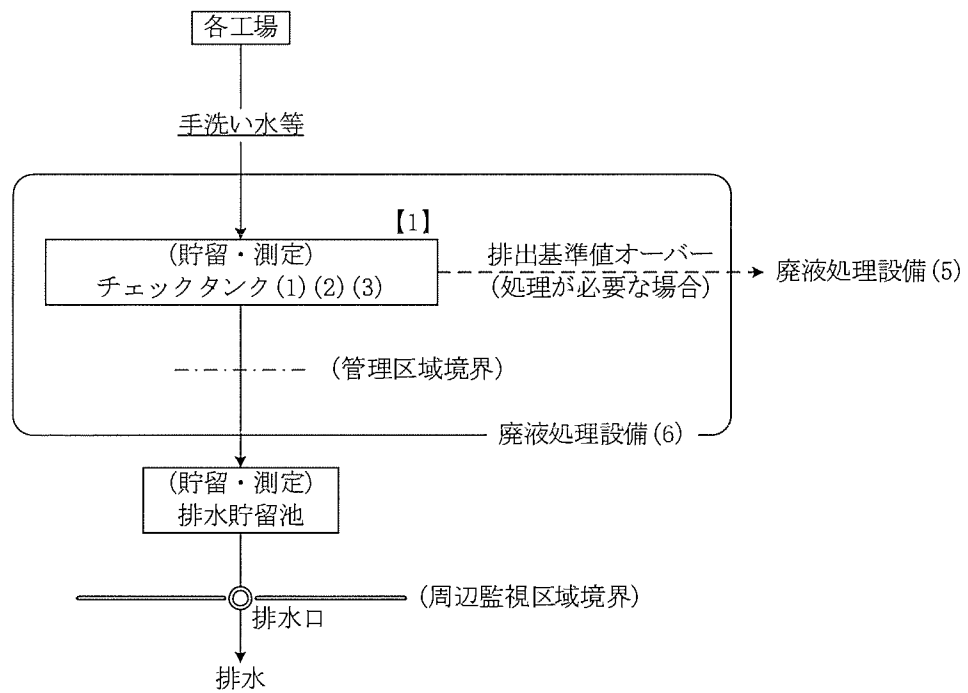 各工場
手洗い水等
【1】
(貯留・測定)
チェックタンク(1)(2)(3)
排出基準値オーバー
(処理が必要な場合)
廃液処理設備(5)
(管理区域境界)
廃液処理設備(6)
(貯留・測定)
排水貯留池
(周辺監視区域境界)
排水口
排水